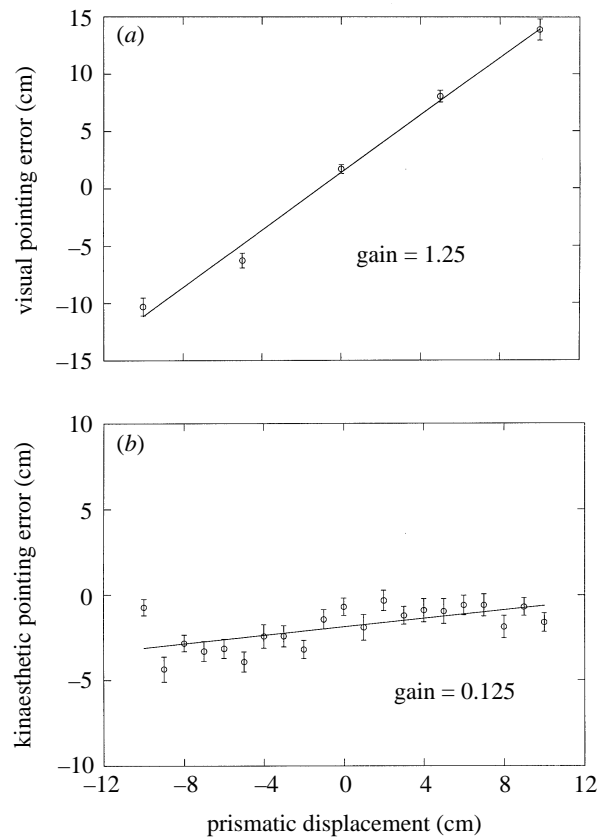 (a)
15
10
5
0
–5
–10
–15
visual pointing error (cm)
gain = 1.25
(b)
10
5
0
–5
–10
kinaesthetic pointing error (cm)
gain = 0.125
–12 –8 –4 0 4 8 12
prismatic displacement (cm)